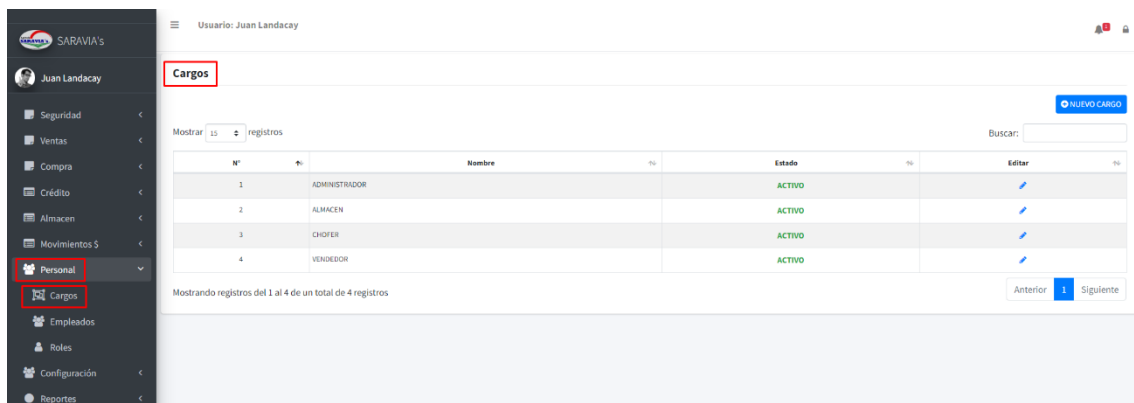 SARAVIA's
Juan Landacay
Seguridad
Ventas
Compra
Crédito
Almacen
Movimientos $
Personal
Cargos
Empleados
Roles
Configuración
Reportes
Usuario: Juan Landacay
Cargos
NUEVO CARGO
Mostrar 15 registros
Buscar:
N° Nombre Estado Editar
1 ADMINISTRADOR ACTIVO
2 ALMACEN ACTIVO
3 CHOFER ACTIVO
4 VENDEDOR ACTIVO
Mostrando registros del 1 al 4 de un total de 4 registros
Anterior 1 Siguiente